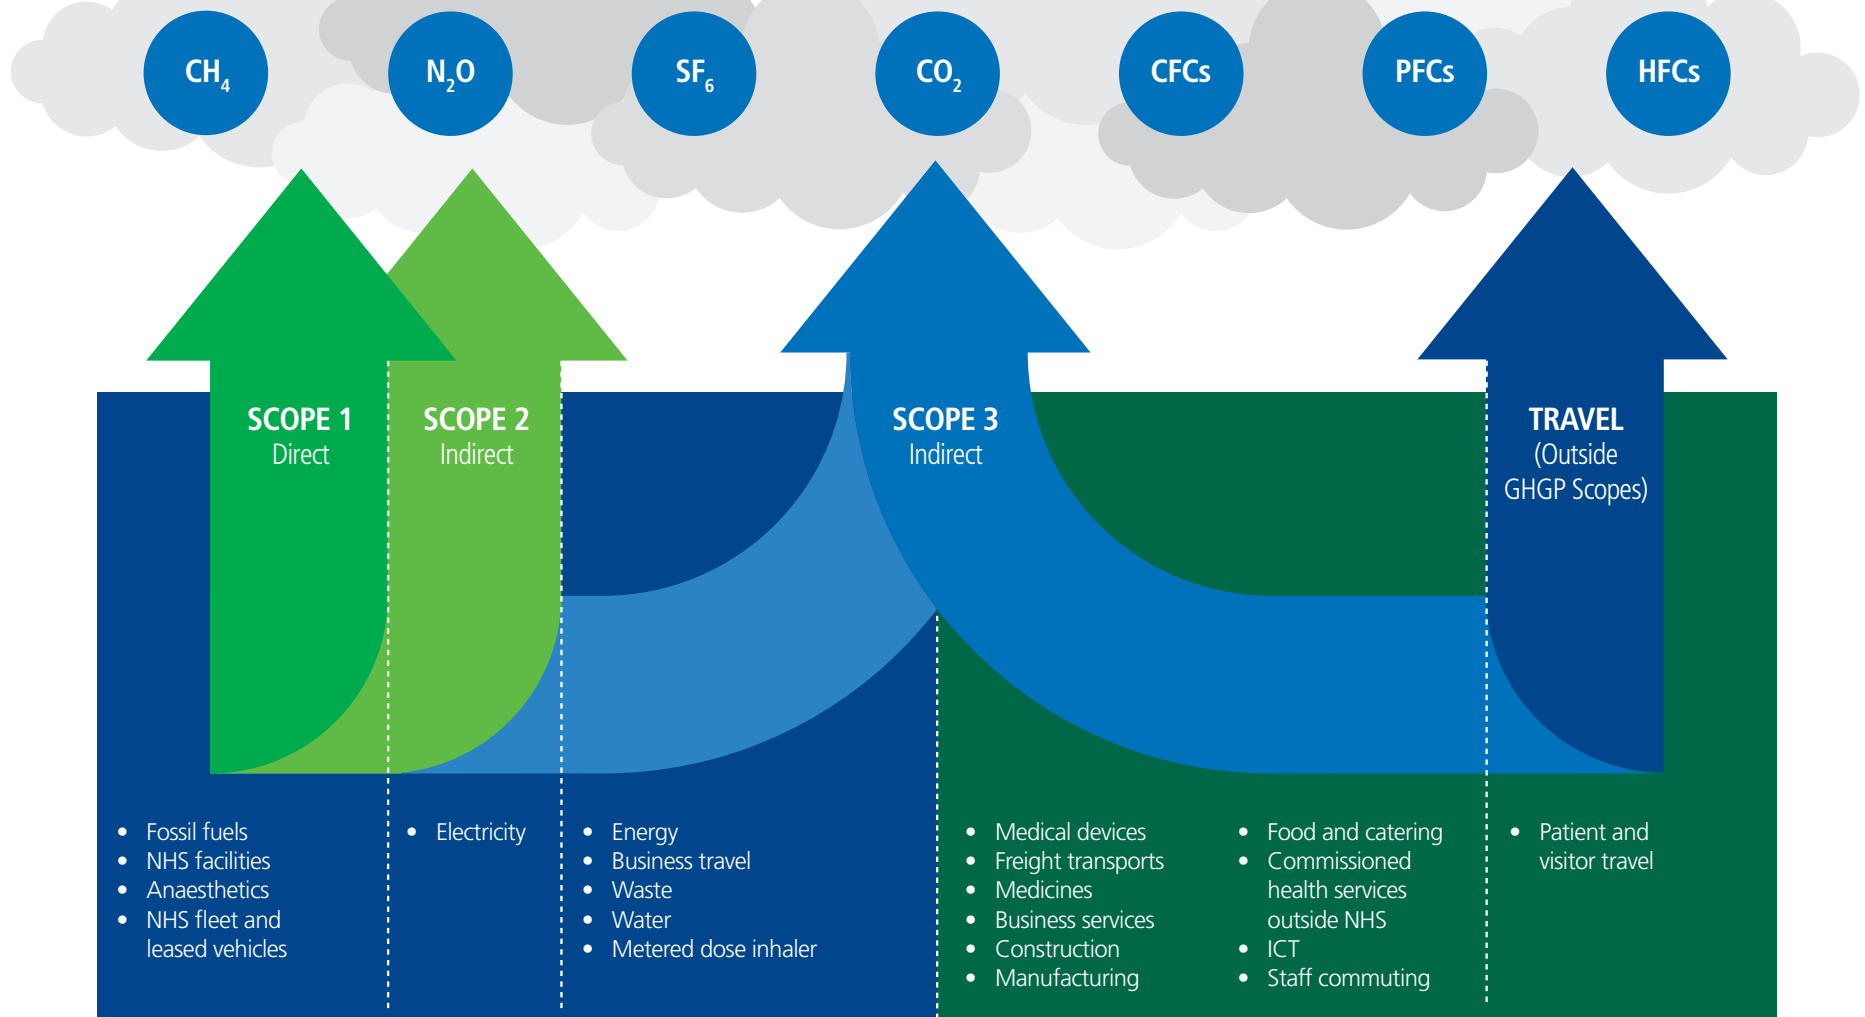 CH₄
N₂O
SF₆
CO₂
CFCs
PFCs
HFCs
SCOPE 1
Direct
SCOPE 2
Indirect
SCOPE 3
Indirect
TRAVEL
(Outside
GHGP Scopes)
• Fossil fuels
• NHS facilities
• Anaesthetics
• NHS fleet and
leased vehicles
• Electricity
• Energy
• Business travel
• Waste
• Water
• Metered dose inhaler
• Medical devices
• Freight transports
• Medicines
• Business services
• Construction
• Manufacturing
• Food and catering
• Commissioned
health services
outside NHS
• ICT
• Staff commuting
• Patient and
visitor travel